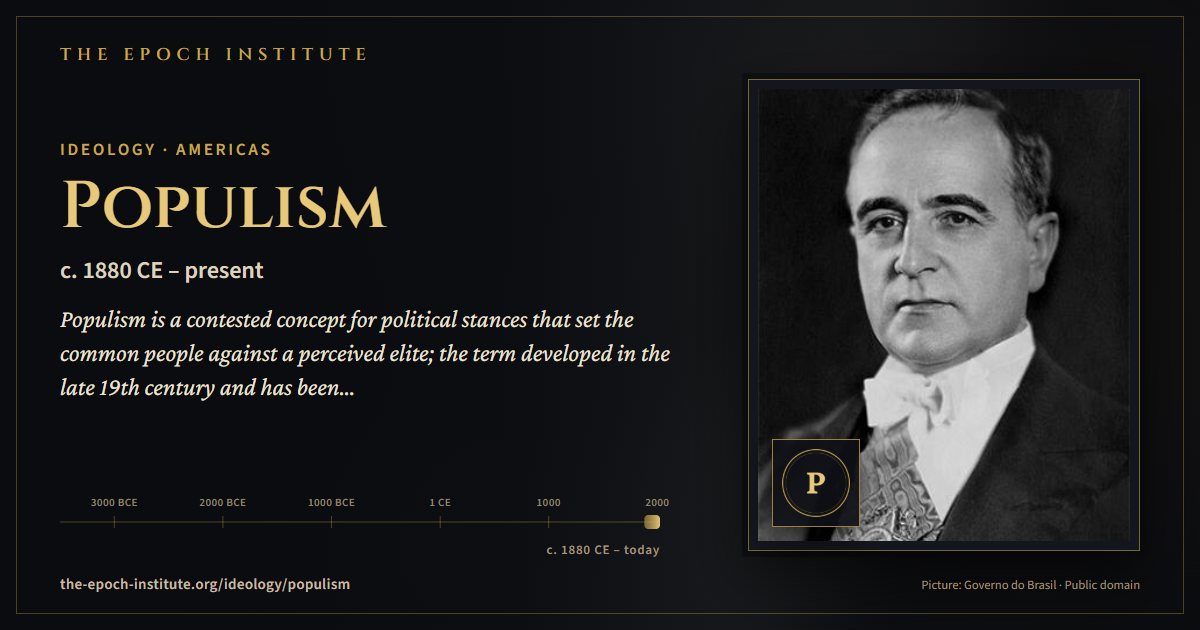 THE EPOCH INSTITUTE
IDEOLOGY · AMERICAS
POPULISM
c. 1880 CE – present
Populism is a contested concept for political stances that set the
common people against a perceived elite; the term developed in the
late 19th century and has been...
3000 BCE 2000 BCE 1000 BCE 1 CE 1000 2000
c. 1880 CE – today
P
the-epoch-institute.org/ideology/populism
Picture: Governo do Brasil · Public domain